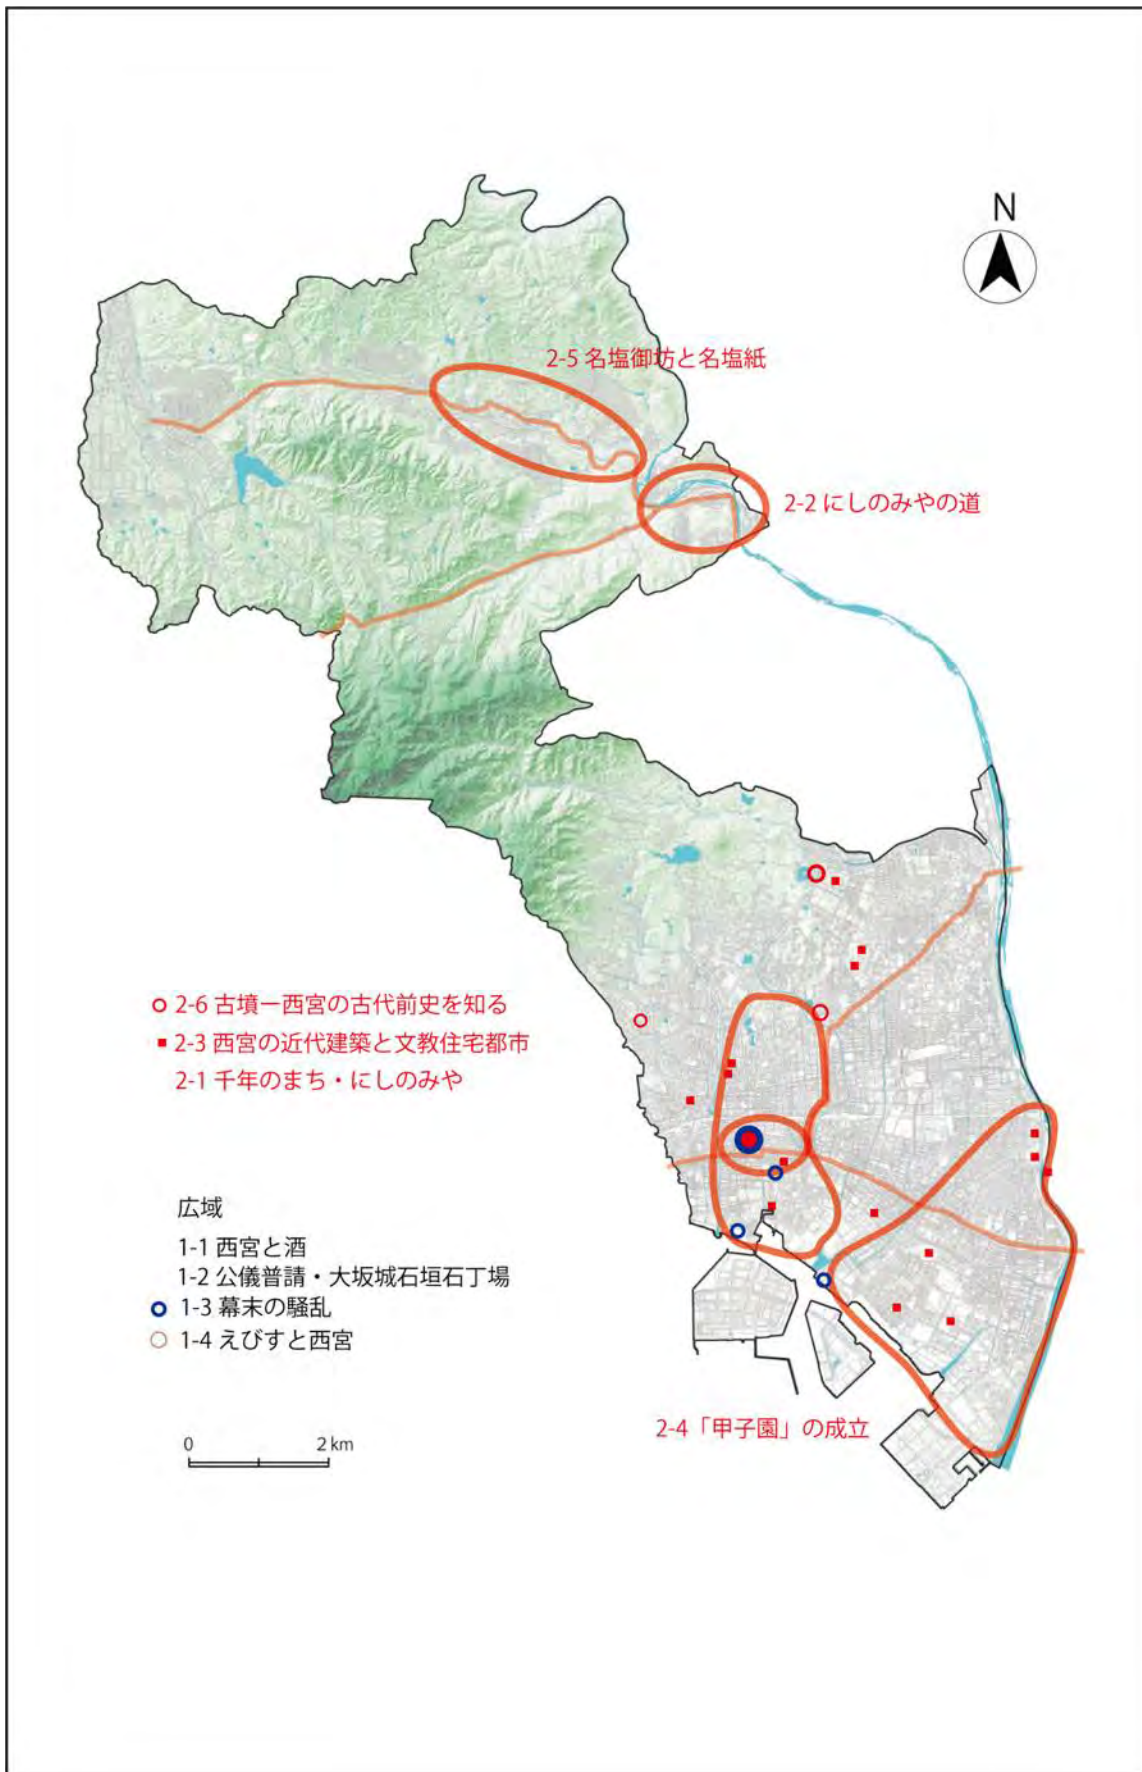 N
2-5 名塩御坊と名塩紙
2-2 にしのみやの道
2-6 古墳ー西宮の古代前史を知る
2-3 西宮の近代建築と文教住宅都市
2-1 千年のまち・にしのみや
広域
1-1 西宮と酒
1-2 公儀普請・大坂城石垣石丁場
1-3 幕末の騒乱
1-4 えびすと西宮
2-4「甲子園」の成立
0 2 km